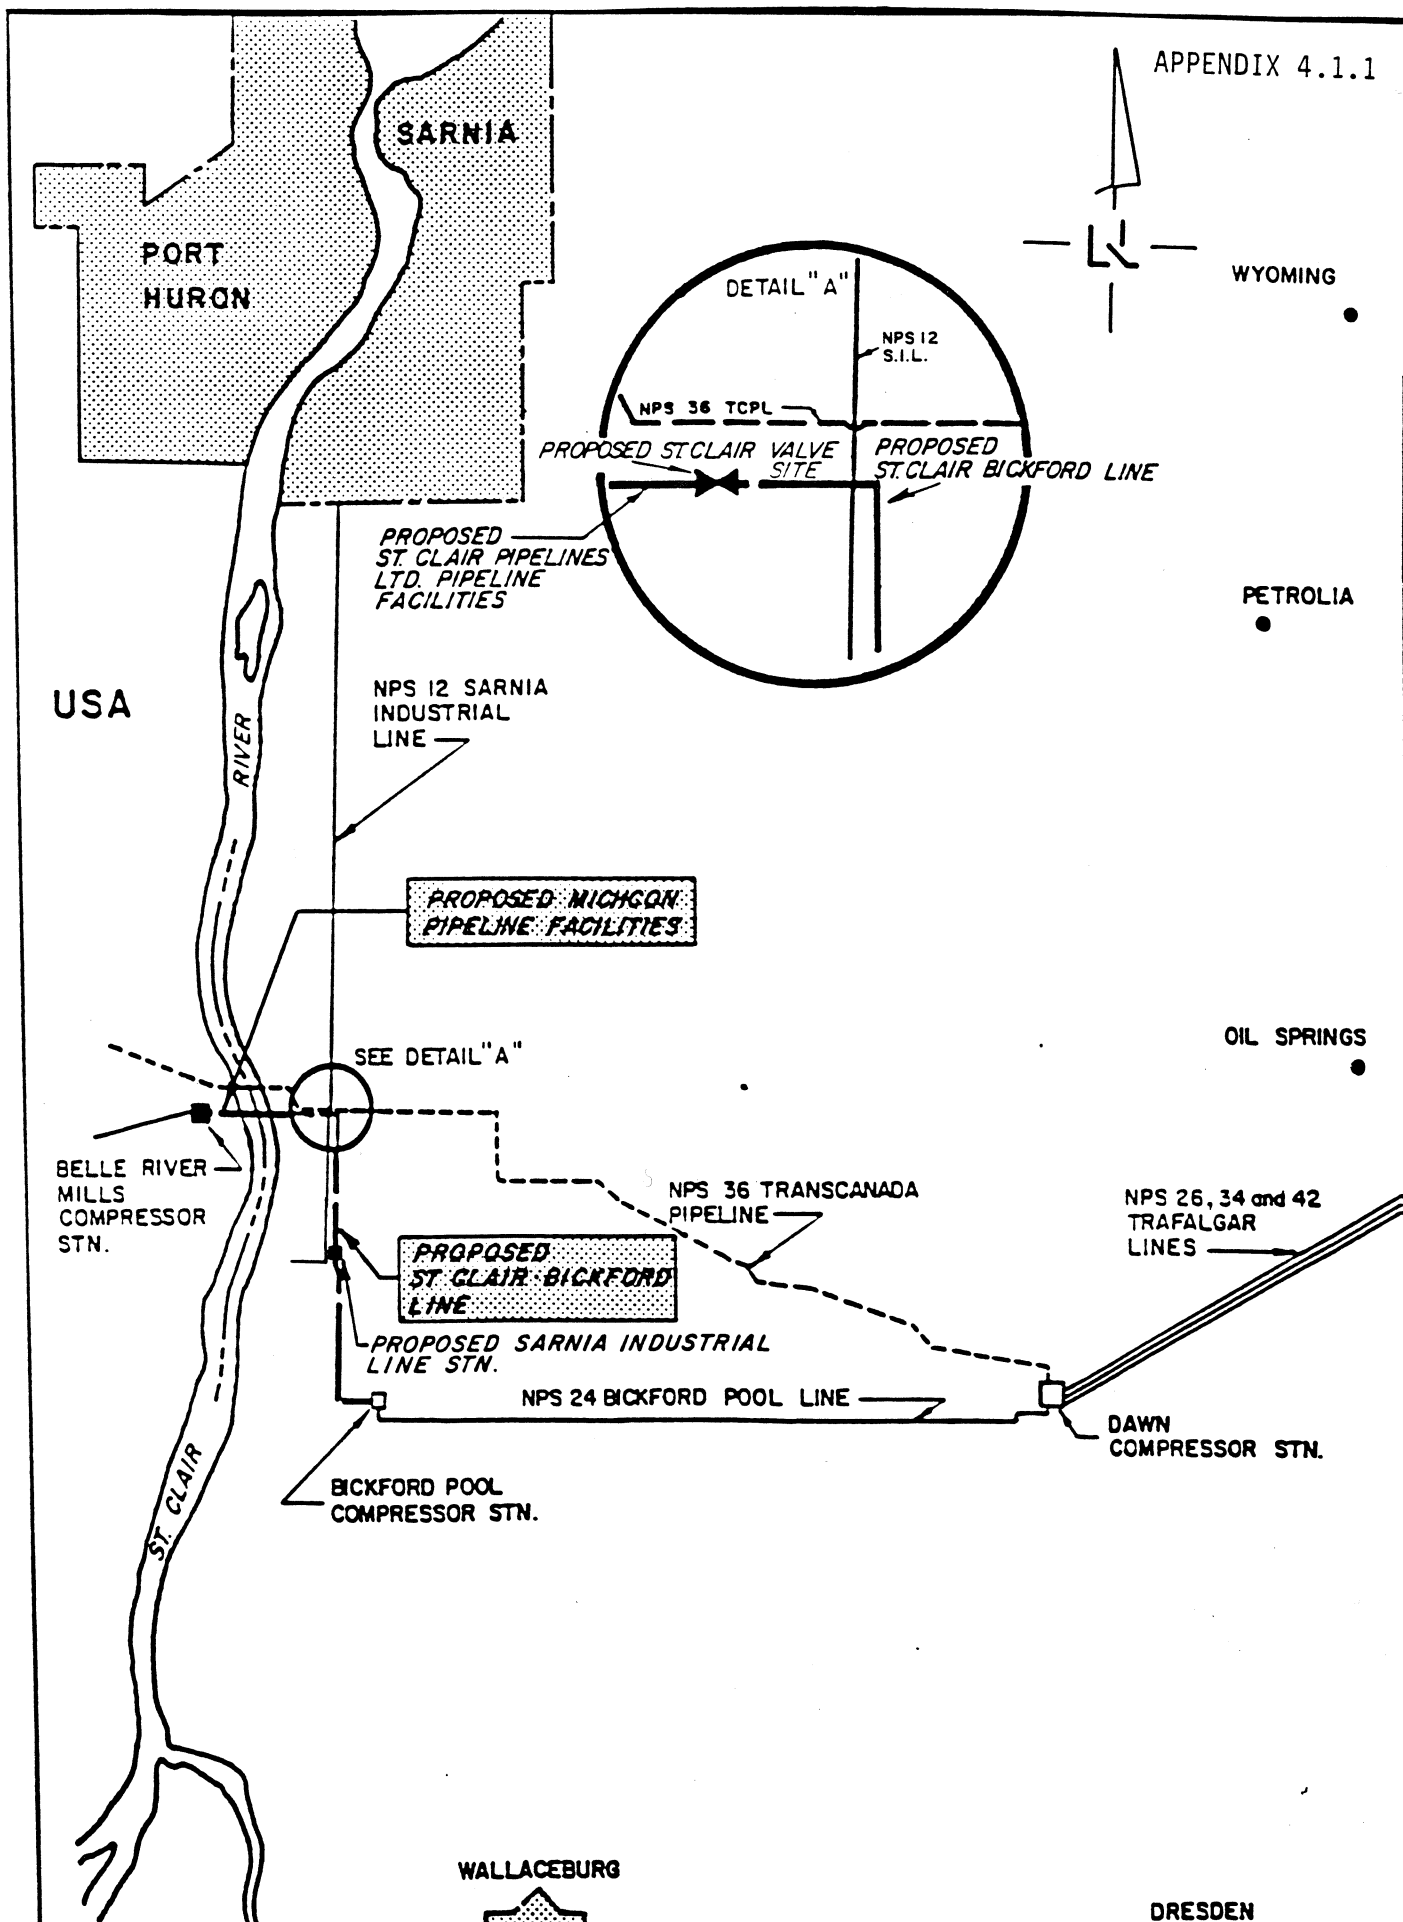 APPENDIX 4.1.1
SARNIA
PORT
HURON
WYOMING
DETAIL "A"
NPS 12
S.I.L.
NPS 36 TCPL
PROPOSED ST.CLAIR VALVE
SITE
PROPOSED
ST.CLAIR BICKFORD LINE
PROPOSED
ST. CLAIR PIPELINES
LTD. PIPELINE
FACILITIES
PETROLIA
USA
NPS 12 SARNIA
INDUSTRIAL
LINE
RIVER
PROPOSED MICHCON
PIPELINE FACILITIES
OIL SPRINGS
SEE DETAIL "A"
BELLE RIVER
MILLS
COMPRESSOR
STN.
NPS 36 TRANSCANADA
PIPELINE
NPS 26, 34 and 42
TRAFALGAR
LINES
PROPOSED
ST CLAIR BICKFORD
LINE
PROPOSED SARNIA INDUSTRIAL
LINE STN.
NPS 24 BICKFORD POOL LINE
DAWN
COMPRESSOR STN.
BICKFORD POOL
COMPRESSOR STN.
ST. CLAIR
WALLACEBURG
DRESDEN